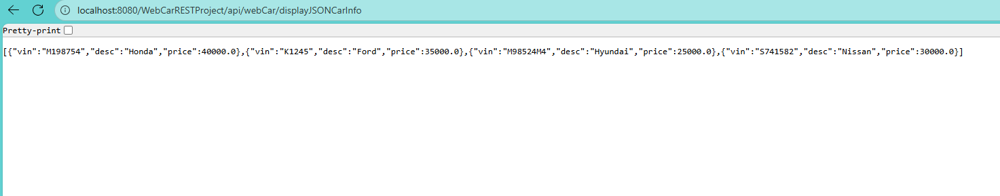 localhost:8080/WebCarRESTProject/api/webCar/displayJSONCarInfo
Pretty-print
[{"vin":"M198754","desc":"Honda","price":40000.0},{"vin":"K1245","desc":"Ford","price":35000.0},{"vin":"M98524M4","desc":"Hyundai","price":25000.0},{"vin":"S741582","desc":"Nissan","price":30000.0}]